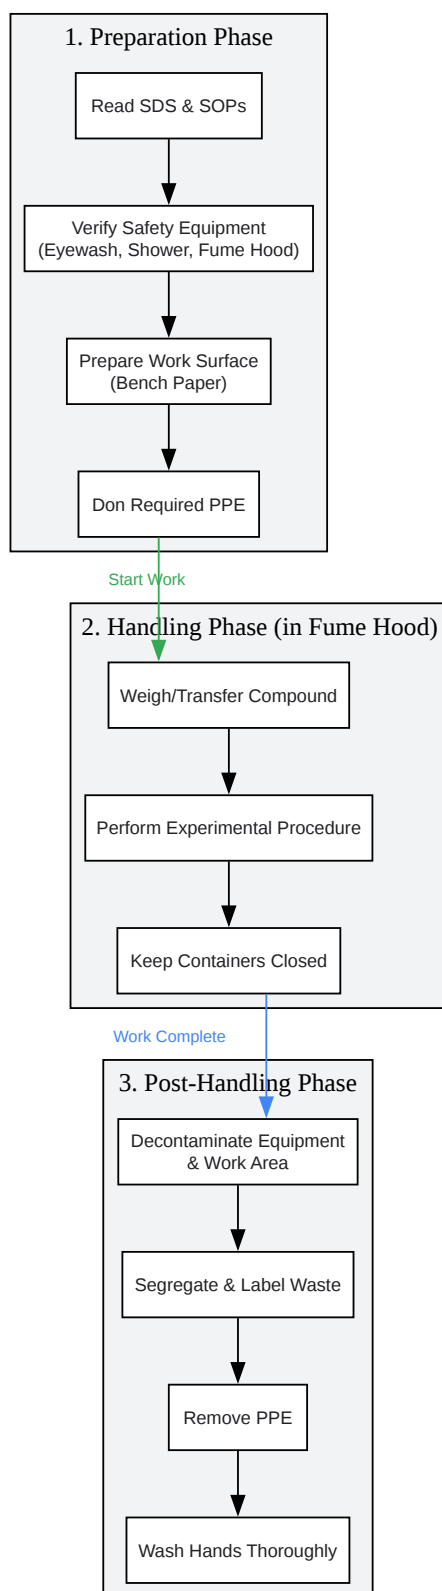 1. Preparation Phase
Read SDS & SOPs
Verify Safety Equipment
(Eyewash, Shower, Fume Hood)
Prepare Work Surface
(Bench Paper)
Don Required PPE
Start Work
2. Handling Phase (in Fume Hood)
Weigh/Transfer Compound
Perform Experimental Procedure
Keep Containers Closed
Work Complete
3. Post-Handling Phase
Decontaminate Equipment
& Work Area
Segregate & Label Waste
Remove PPE
Wash Hands Thoroughly